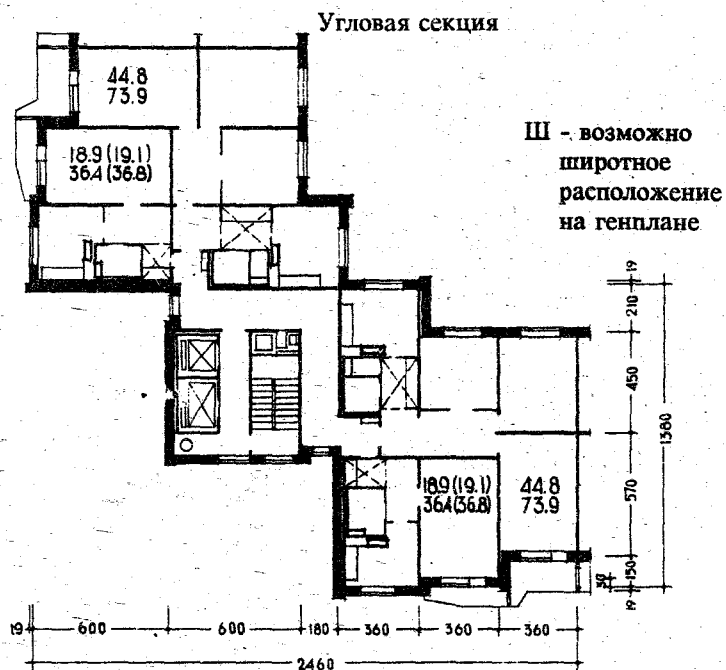 Угловая секция
44.8
73.9
Ш - возможно
широтное
расположение
на генплане
18.9(19.1)
36.4(36.8)
19
210
450
1380
570
150
30
19
18.9(19.1)
36.4(36.8)
44.8
73.9
19 600 600 180 360 360 360
2460